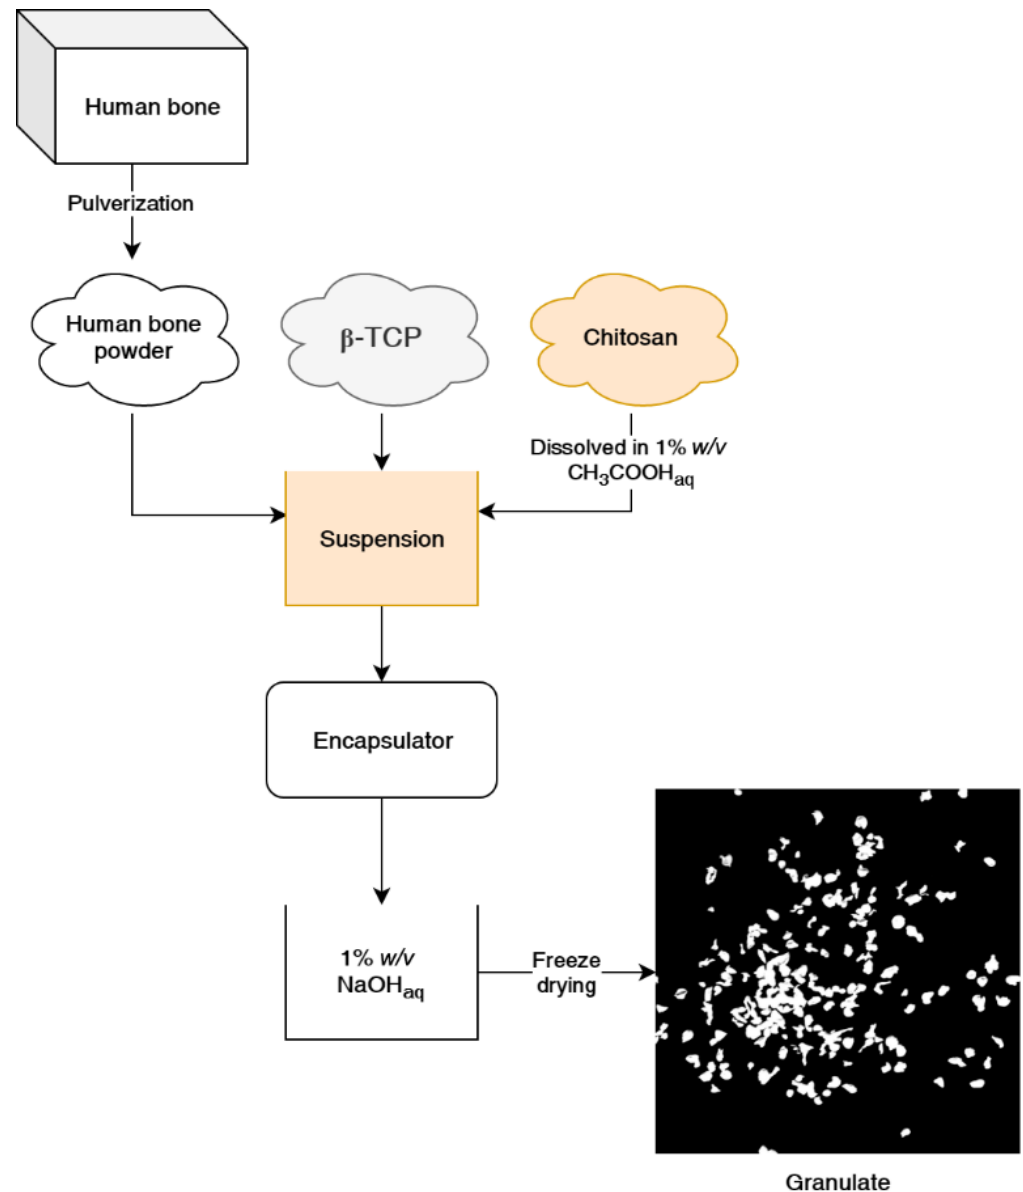 Human bone
Pulverization
Human bone
powder
β-TCP
Chitosan
Dissolved in 1% w/v
CH₃COOHaq
Suspension
Encapsulator
1% w/v
NaOHaq
Freeze
drying
Granulate